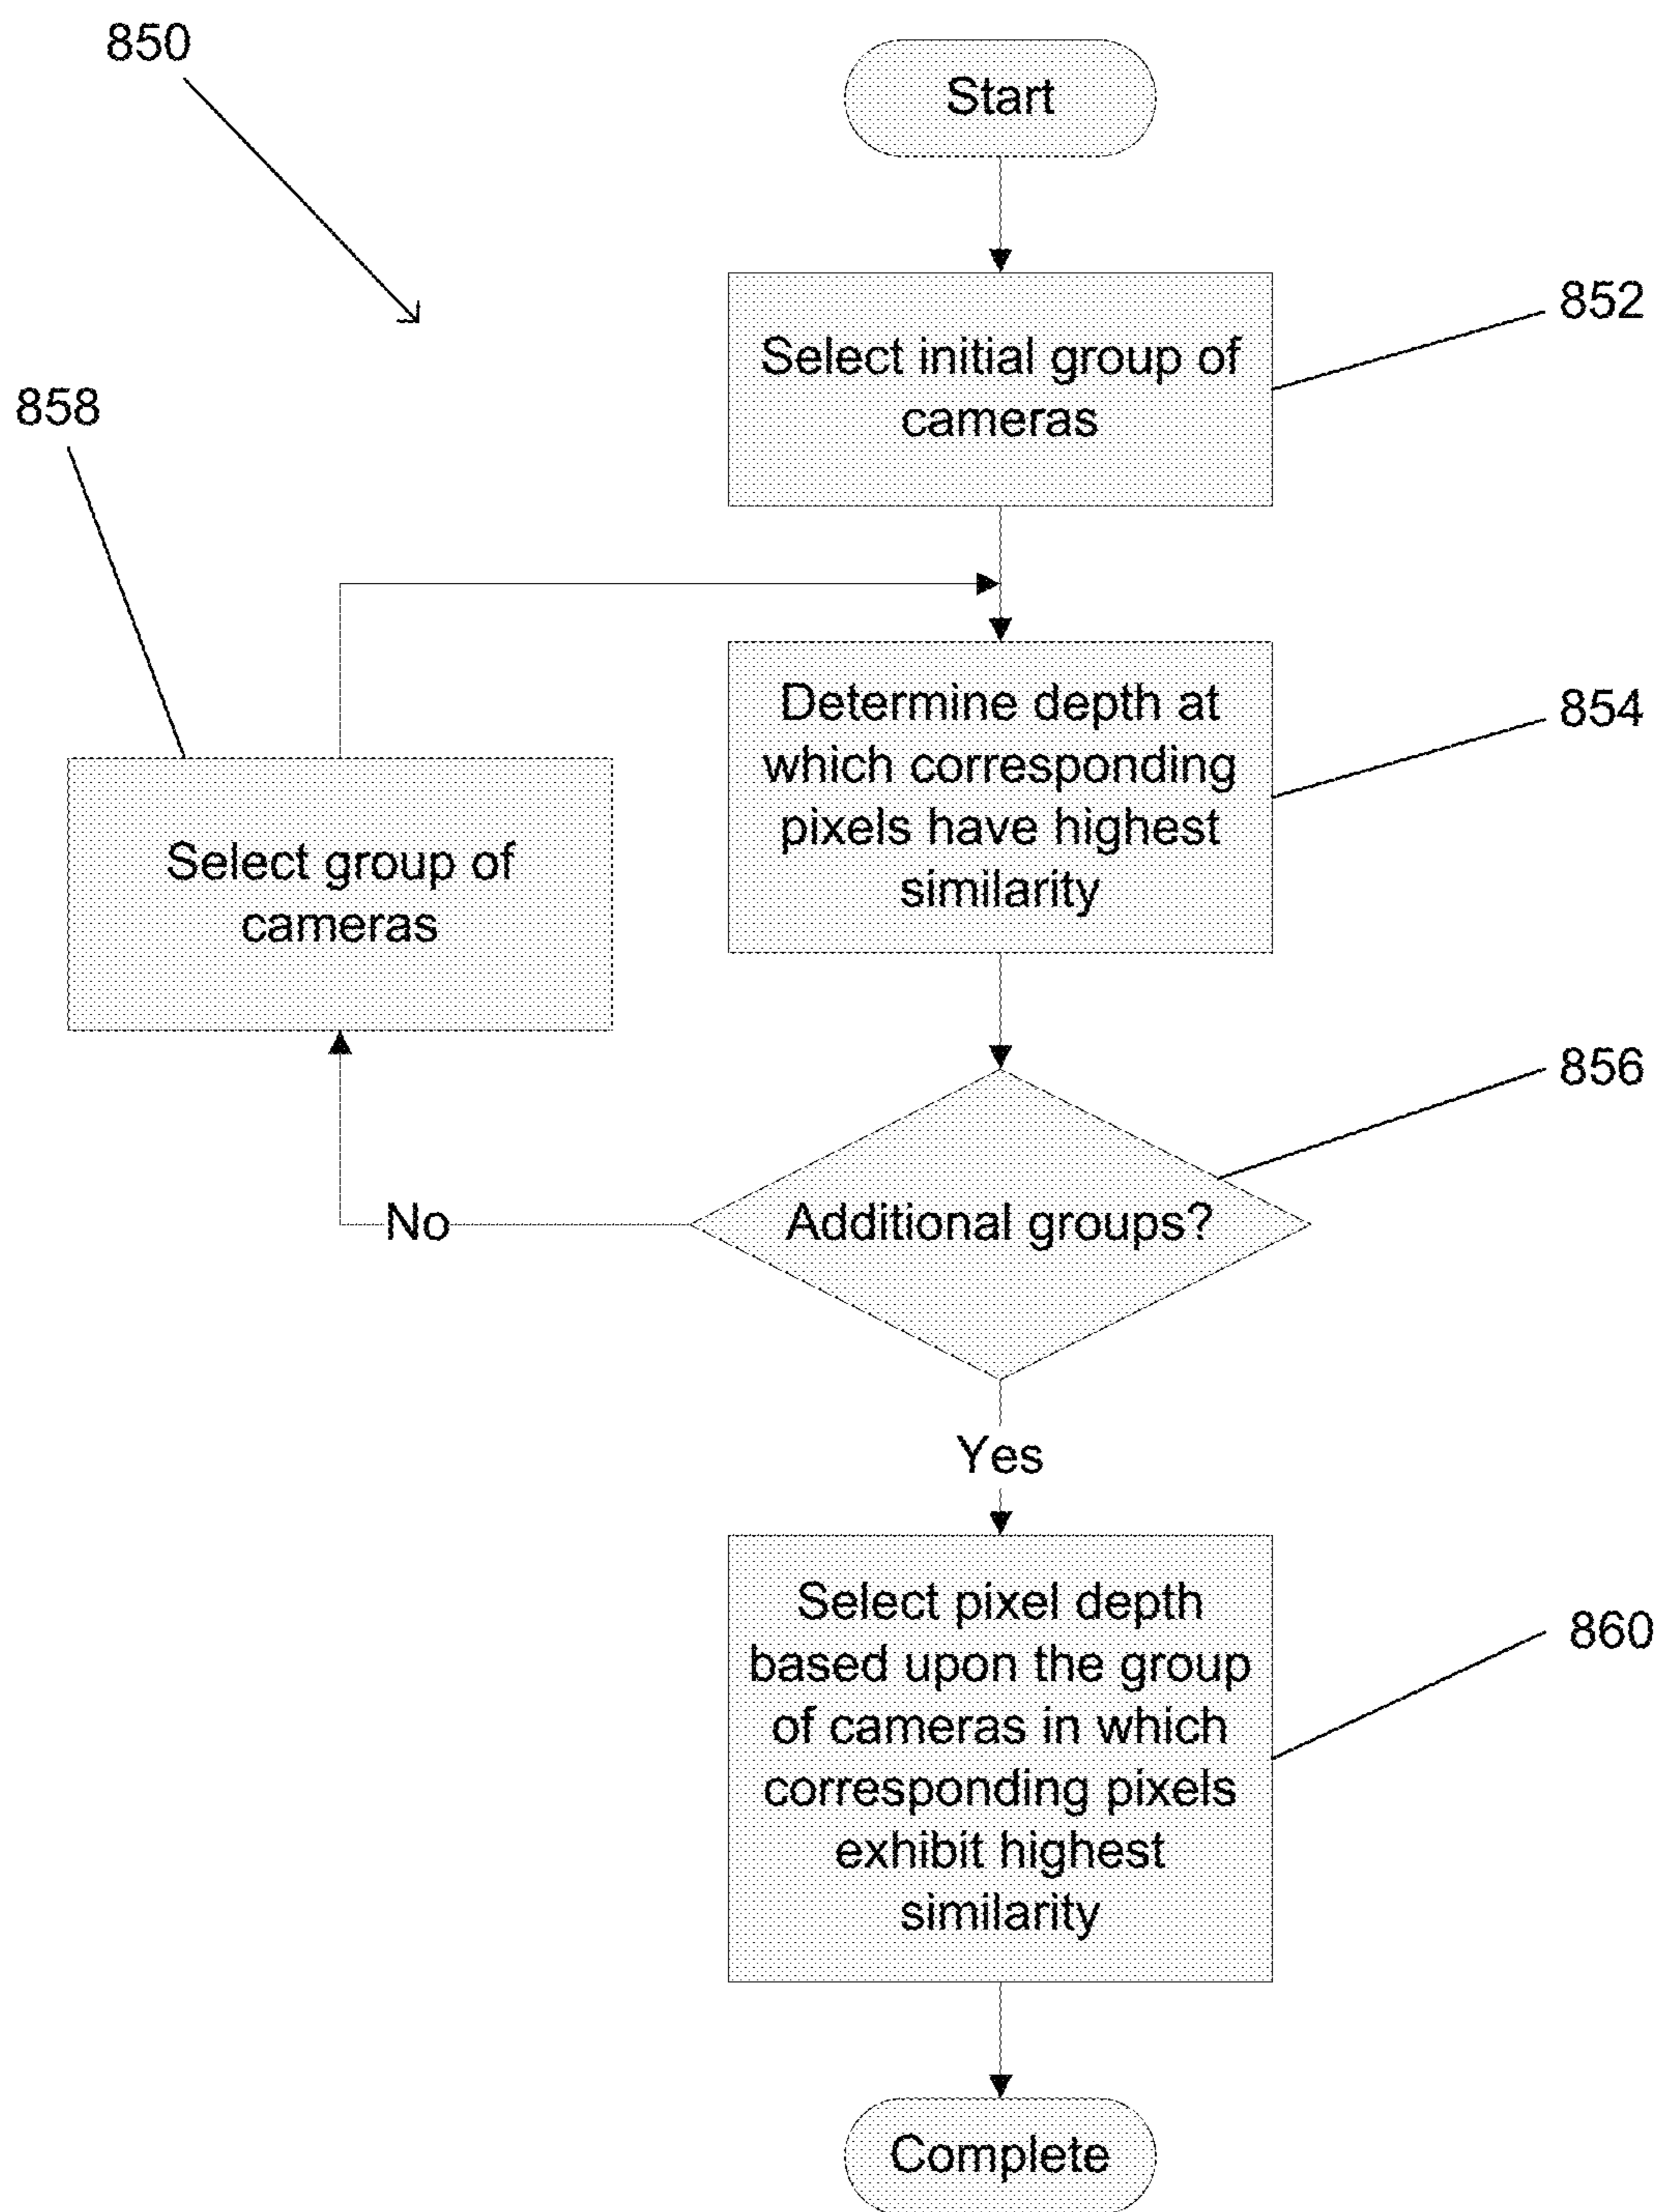 850
Start
852
Select initial group of
cameras
858
854
Determine depth at
which corresponding
pixels have highest
similarity
Select group of
cameras
856
Additional groups?
No
Yes
860
Select pixel depth
based upon the group
of cameras in which
corresponding pixels
exhibit highest
similarity
Complete